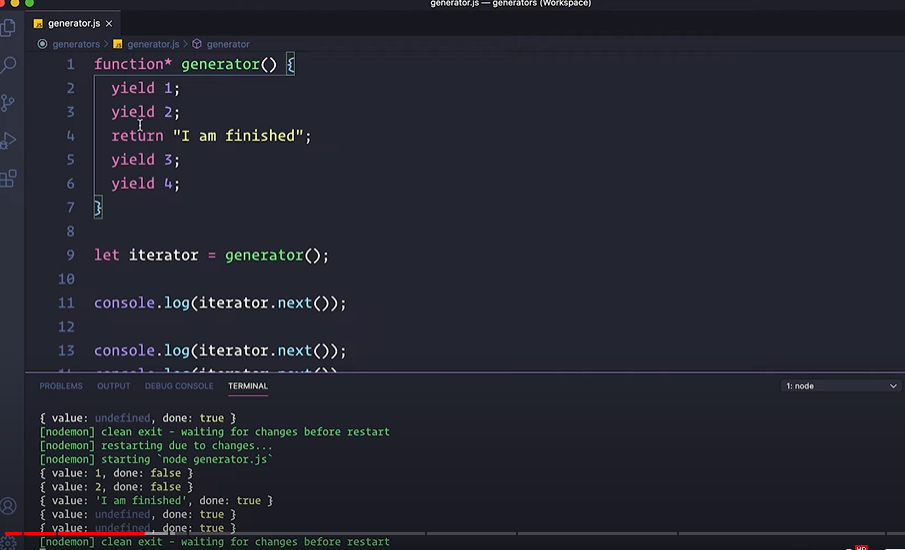 generator.js — generators (Workspace)
JS generator.js ×
generators > JS generator.js > generator
1 function* generator() {
2 yield 1;
3 yield 2;
4 return "I am finished";
5 yield 3;
6 yield 4;
7 }
8
9 let iterator = generator();
10
11 console.log(iterator.next());
12
13 console.log(iterator.next());
PROBLEMS OUTPUT DEBUG CONSOLE TERMINAL 1: node
{ value: undefined, done: true }
[nodemon] clean exit - waiting for changes before restart
[nodemon] restarting due to changes...
[nodemon] starting `node generator.js`
{ value: 1, done: false }
{ value: 2, done: false }
{ value: 'I am finished', done: true }
{ value: undefined, done: true }
{ value: undefined, done: true }
[nodemon] clean exit - waiting for changes before restart
HD